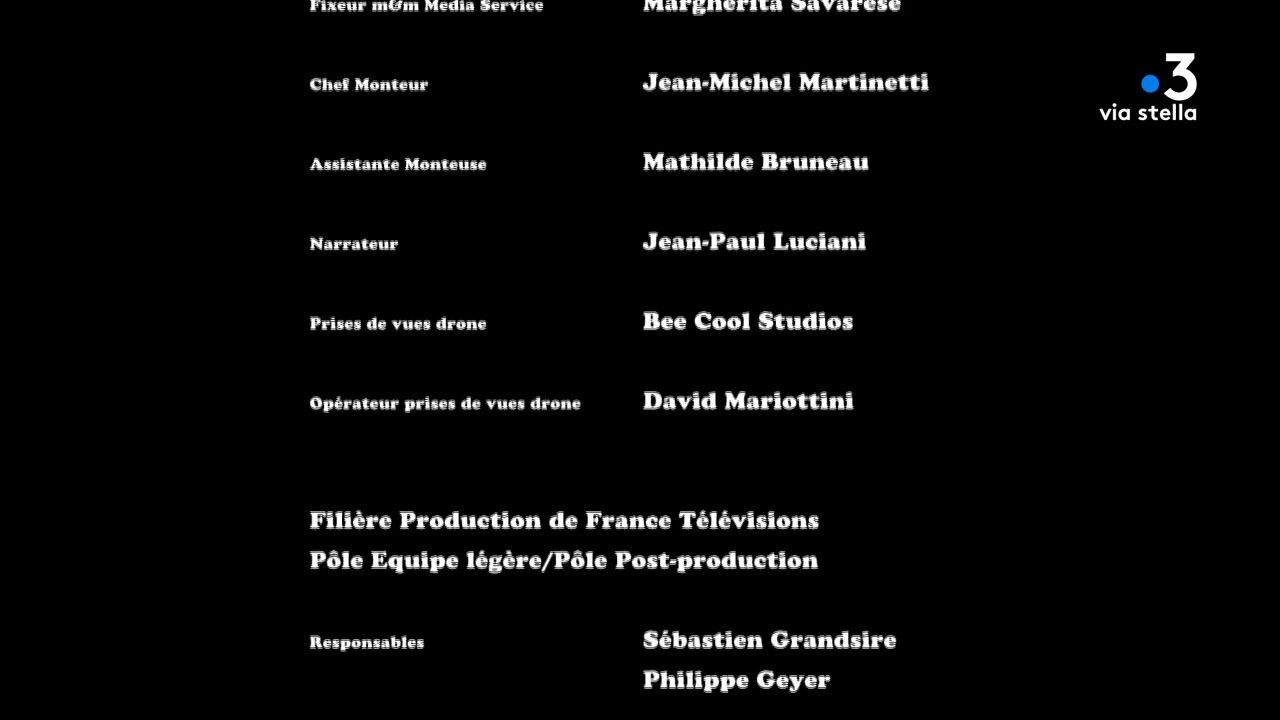 Fixeur m&m Media Service Margherita Savarese
Chef Monteur Jean-Michel Martinetti
3
via stella
Assistante Monteuse Mathilde Bruneau
Narrateur Jean-Paul Luciani
Prises de vues drone Bee Cool Studios
Opérateur prises de vues drone David Mariottini
Filière Production de France Télévisions
Pôle Equipe légère/Pôle Post-production
Responsables Sébastien Grandsire
Philippe Geyer